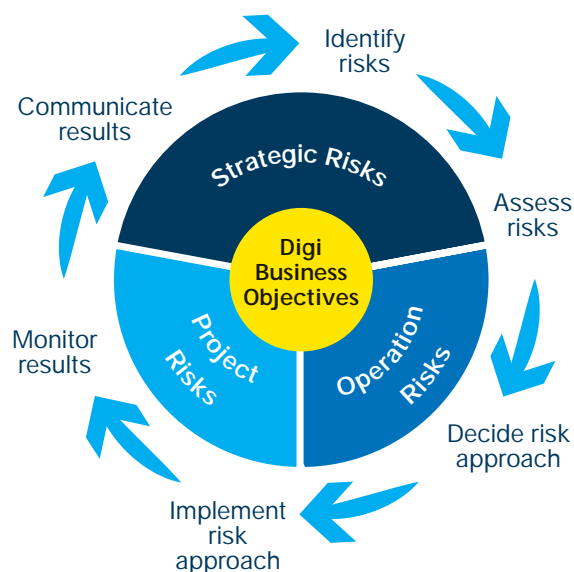 Identify
risks
Communicate
results
Strategic Risks
Assess
risks
Digi
Business
Objectives
Project
Risks
Operation
Risks
Monitor
results
Decide risk
approach
Implement
risk
approach